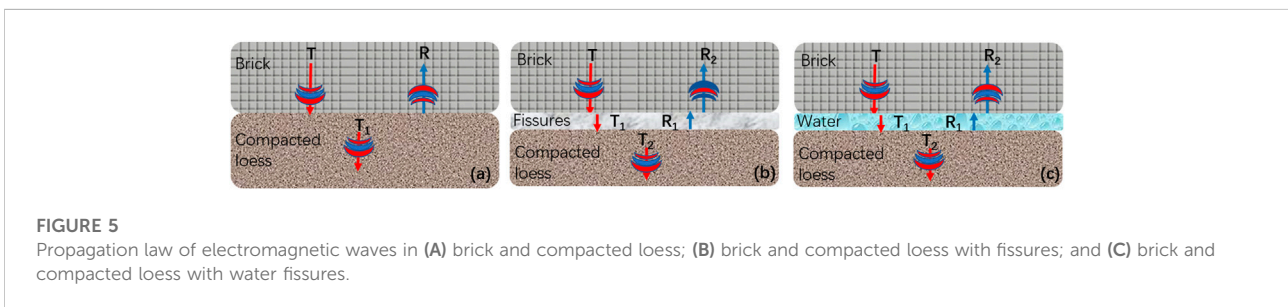 Brick
T
R
Compacted
loess
T₁
(a)
Brick
T
R₂
Fissures
T₁
R₁
Compacted
loess
T₂
(b)
Brick
T
R₂
Water
T₁
R₁
Compacted
loess
T₂
(c)
FIGURE 5
Propagation law of electromagnetic waves in (A) brick and compacted loess; (B) brick and compacted loess with fissures; and (C) brick and
compacted loess with water fissures.